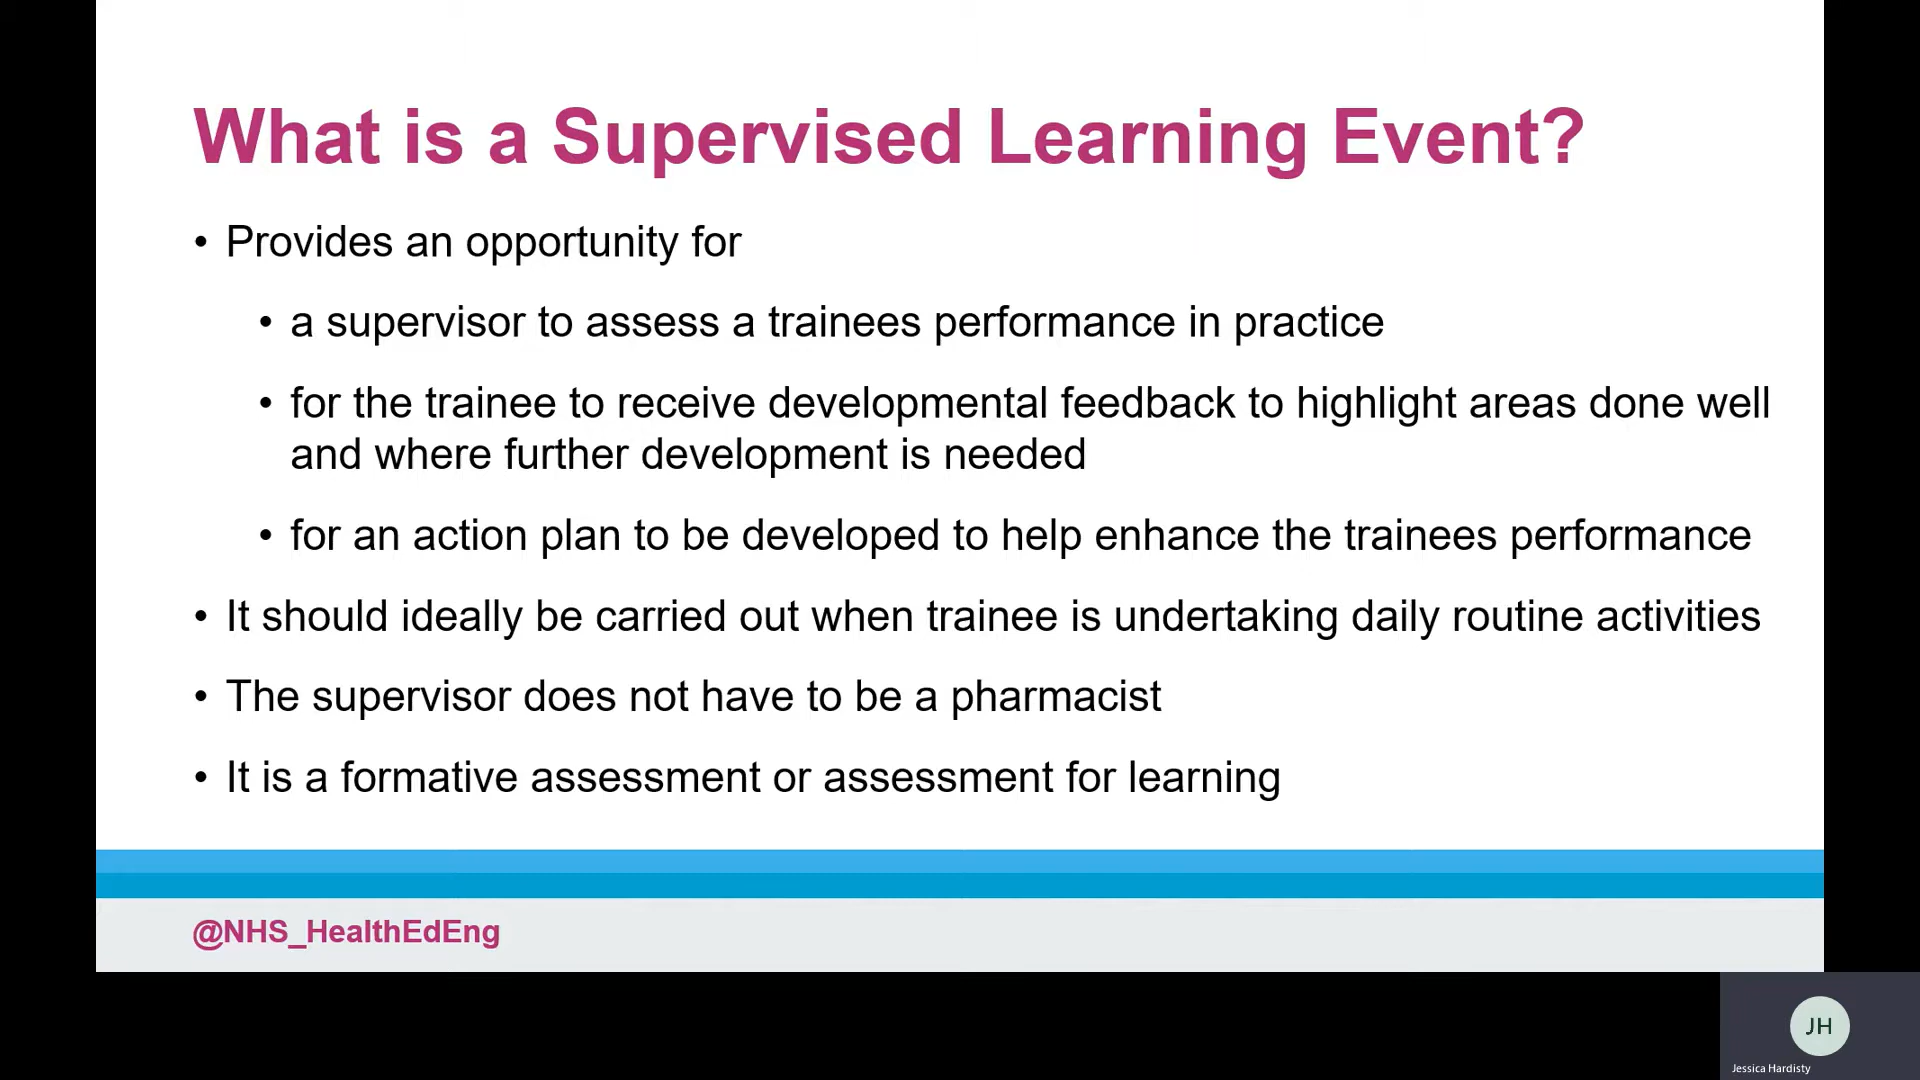 What is a Supervised Learning Event?
• Provides an opportunity for
• a supervisor to assess a trainees performance in practice
• for the trainee to receive developmental feedback to highlight areas done well
and where further development is needed
• for an action plan to be developed to help enhance the trainees performance
• It should ideally be carried out when trainee is undertaking daily routine activities
• The supervisor does not have to be a pharmacist
• It is a formative assessment or assessment for learning
@NHS_HealthEdEng
JH
Jessica Hardisty